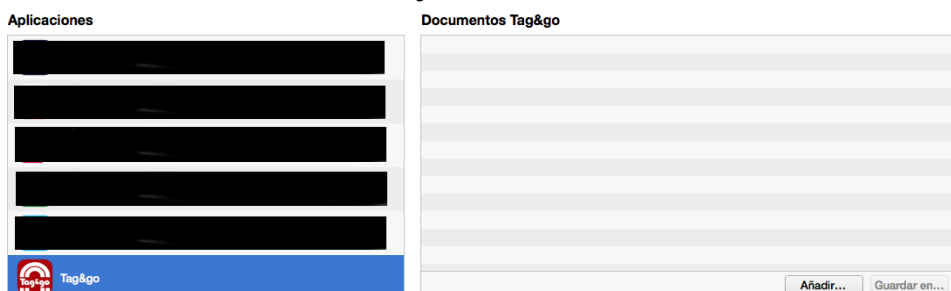 Aplicaciones
Documentos Tag&go
Tag&go
Tag&go
Añadir...
Guardar en...